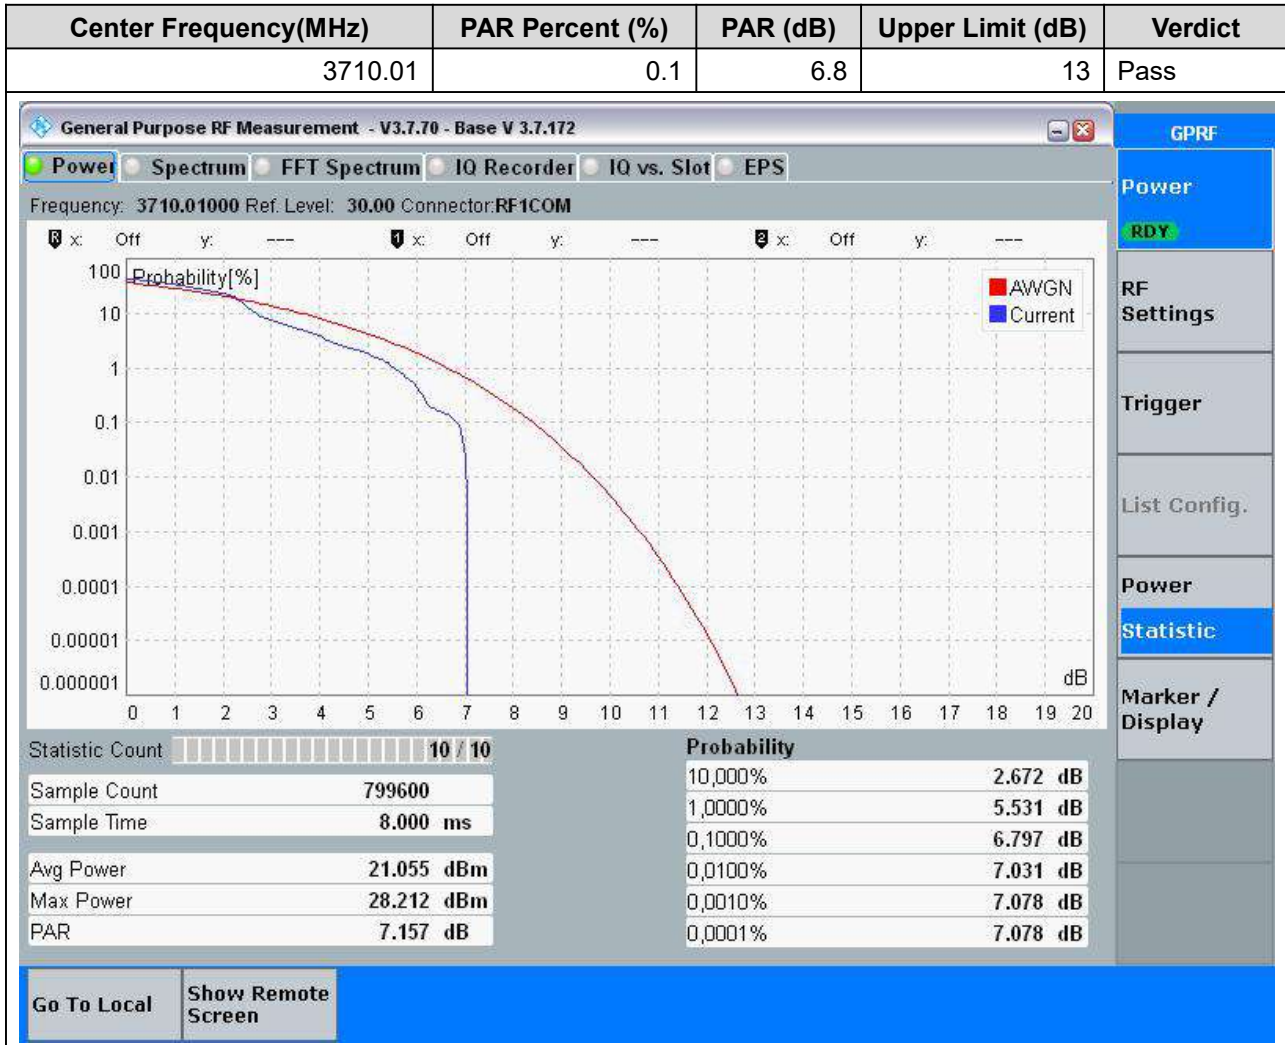 Center Frequency(MHz) PAR Percent (%) PAR (dB) Upper Limit (dB) Verdict
3710.01 0.1 6.8 13 Pass
General Purpose RF Measurement - V3.7.70 - Base V 3.7.172
GPRF
Power Spectrum FFT Spectrum IQ Recorder IQ vs. Slot EPS
Power
RDY
Frequency: 3710.01000 Ref. Level: 30.00 Connector:RF1COM
R x: Off y: --- 1 x: Off y: --- 2 x: Off y: ---
Probability[%]
AWGN
Current
100
10
1
0.1
0.01
0.001
0.0001
0.00001
0.000001
dB
0 1 2 3 4 5 6 7 8 9 10 11 12 13 14 15 16 17 18 19 20
RF
Settings
Trigger
List Config.
Power
Statistic
Marker /
Display
Statistic Count 10 / 10
Sample Count 799600
Sample Time 8.000 ms
Avg Power 21.055 dBm
Max Power 28.212 dBm
PAR 7.157 dB
Probability
10,000% 2.672 dB
1,0000% 5.531 dB
0,1000% 6.797 dB
0,0100% 7.031 dB
0,0010% 7.078 dB
0,0001% 7.078 dB
Go To Local
Show Remote
Screen